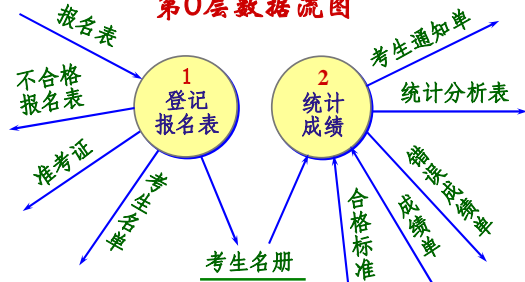 第0层数据流图
报名表
不合格
报名表
准考证
考生名单
1
登记
报名表
考生名册
2
统计
成绩
考生通知单
统计分析表
错误成绩单
成绩单
合格标准